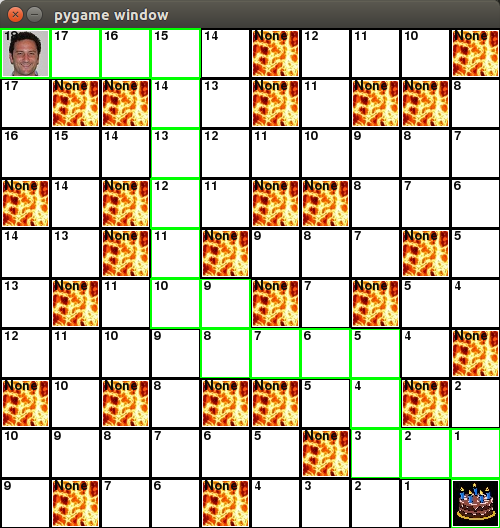 pygame window
18 17 16 15 14 None 12 11 10 None
17 None None 14 13 None 11 None None 8
16 15 14 13 12 11 10 9 8 7
None 14 None 12 11 None None 8 7 6
14 13 None 11 None 9 8 7 None 5
13 None 11 10 9 None 7 None 5 4
12 11 10 9 8 7 6 5 4 None
None 10 None 8 None None 5 4 None 2
10 9 8 7 6 5 None 3 2 1
9 None 7 6 None 4 3 2 1